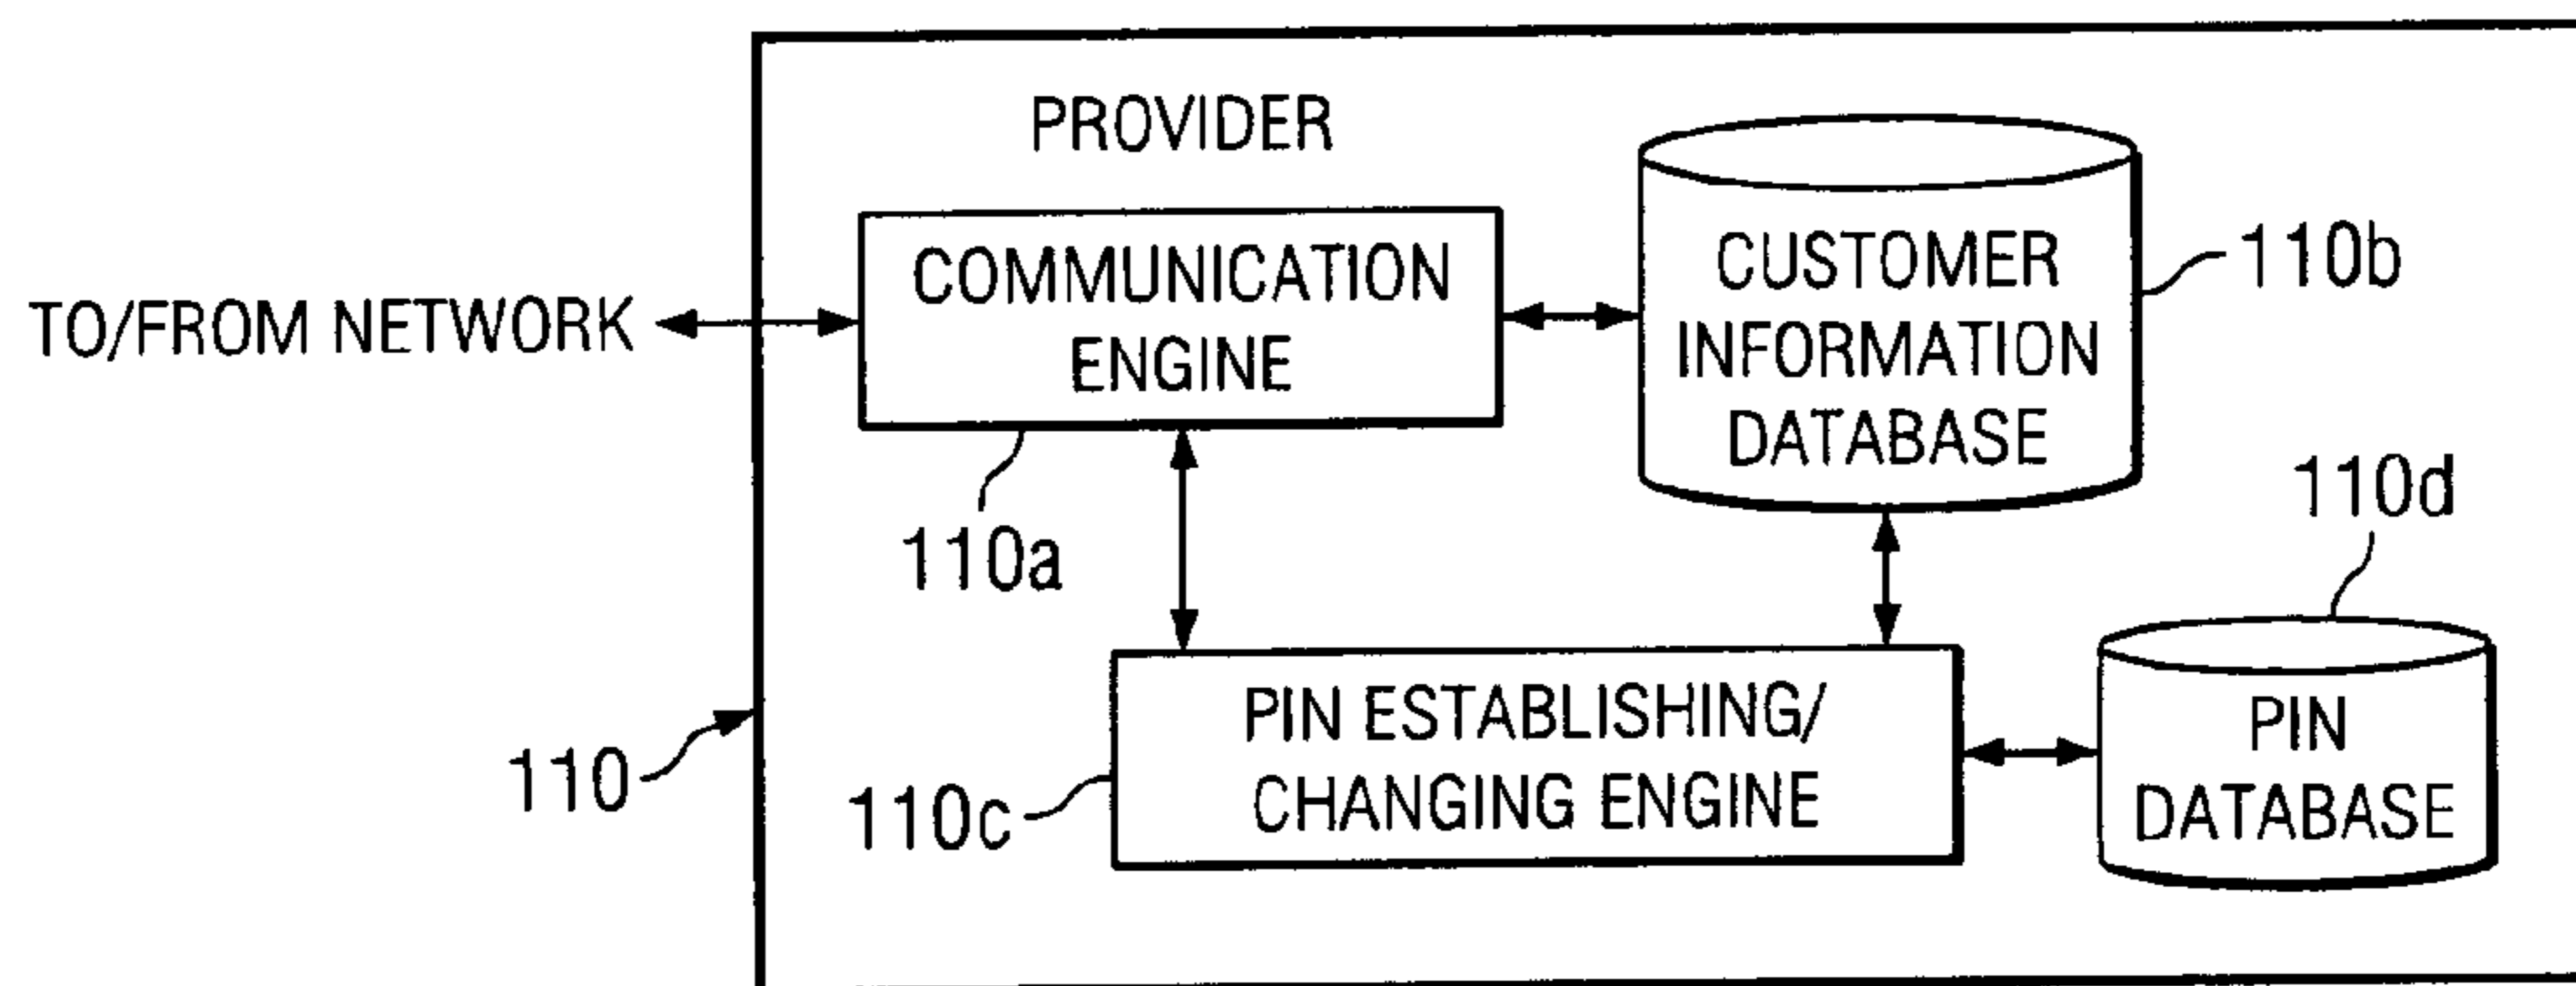 PROVIDER
COMMUNICATION
ENGINE
CUSTOMER
INFORMATION
DATABASE
110b
TO/FROM NETWORK
110a
110d
PIN ESTABLISHING/
CHANGING ENGINE
PIN
DATABASE
110
110c